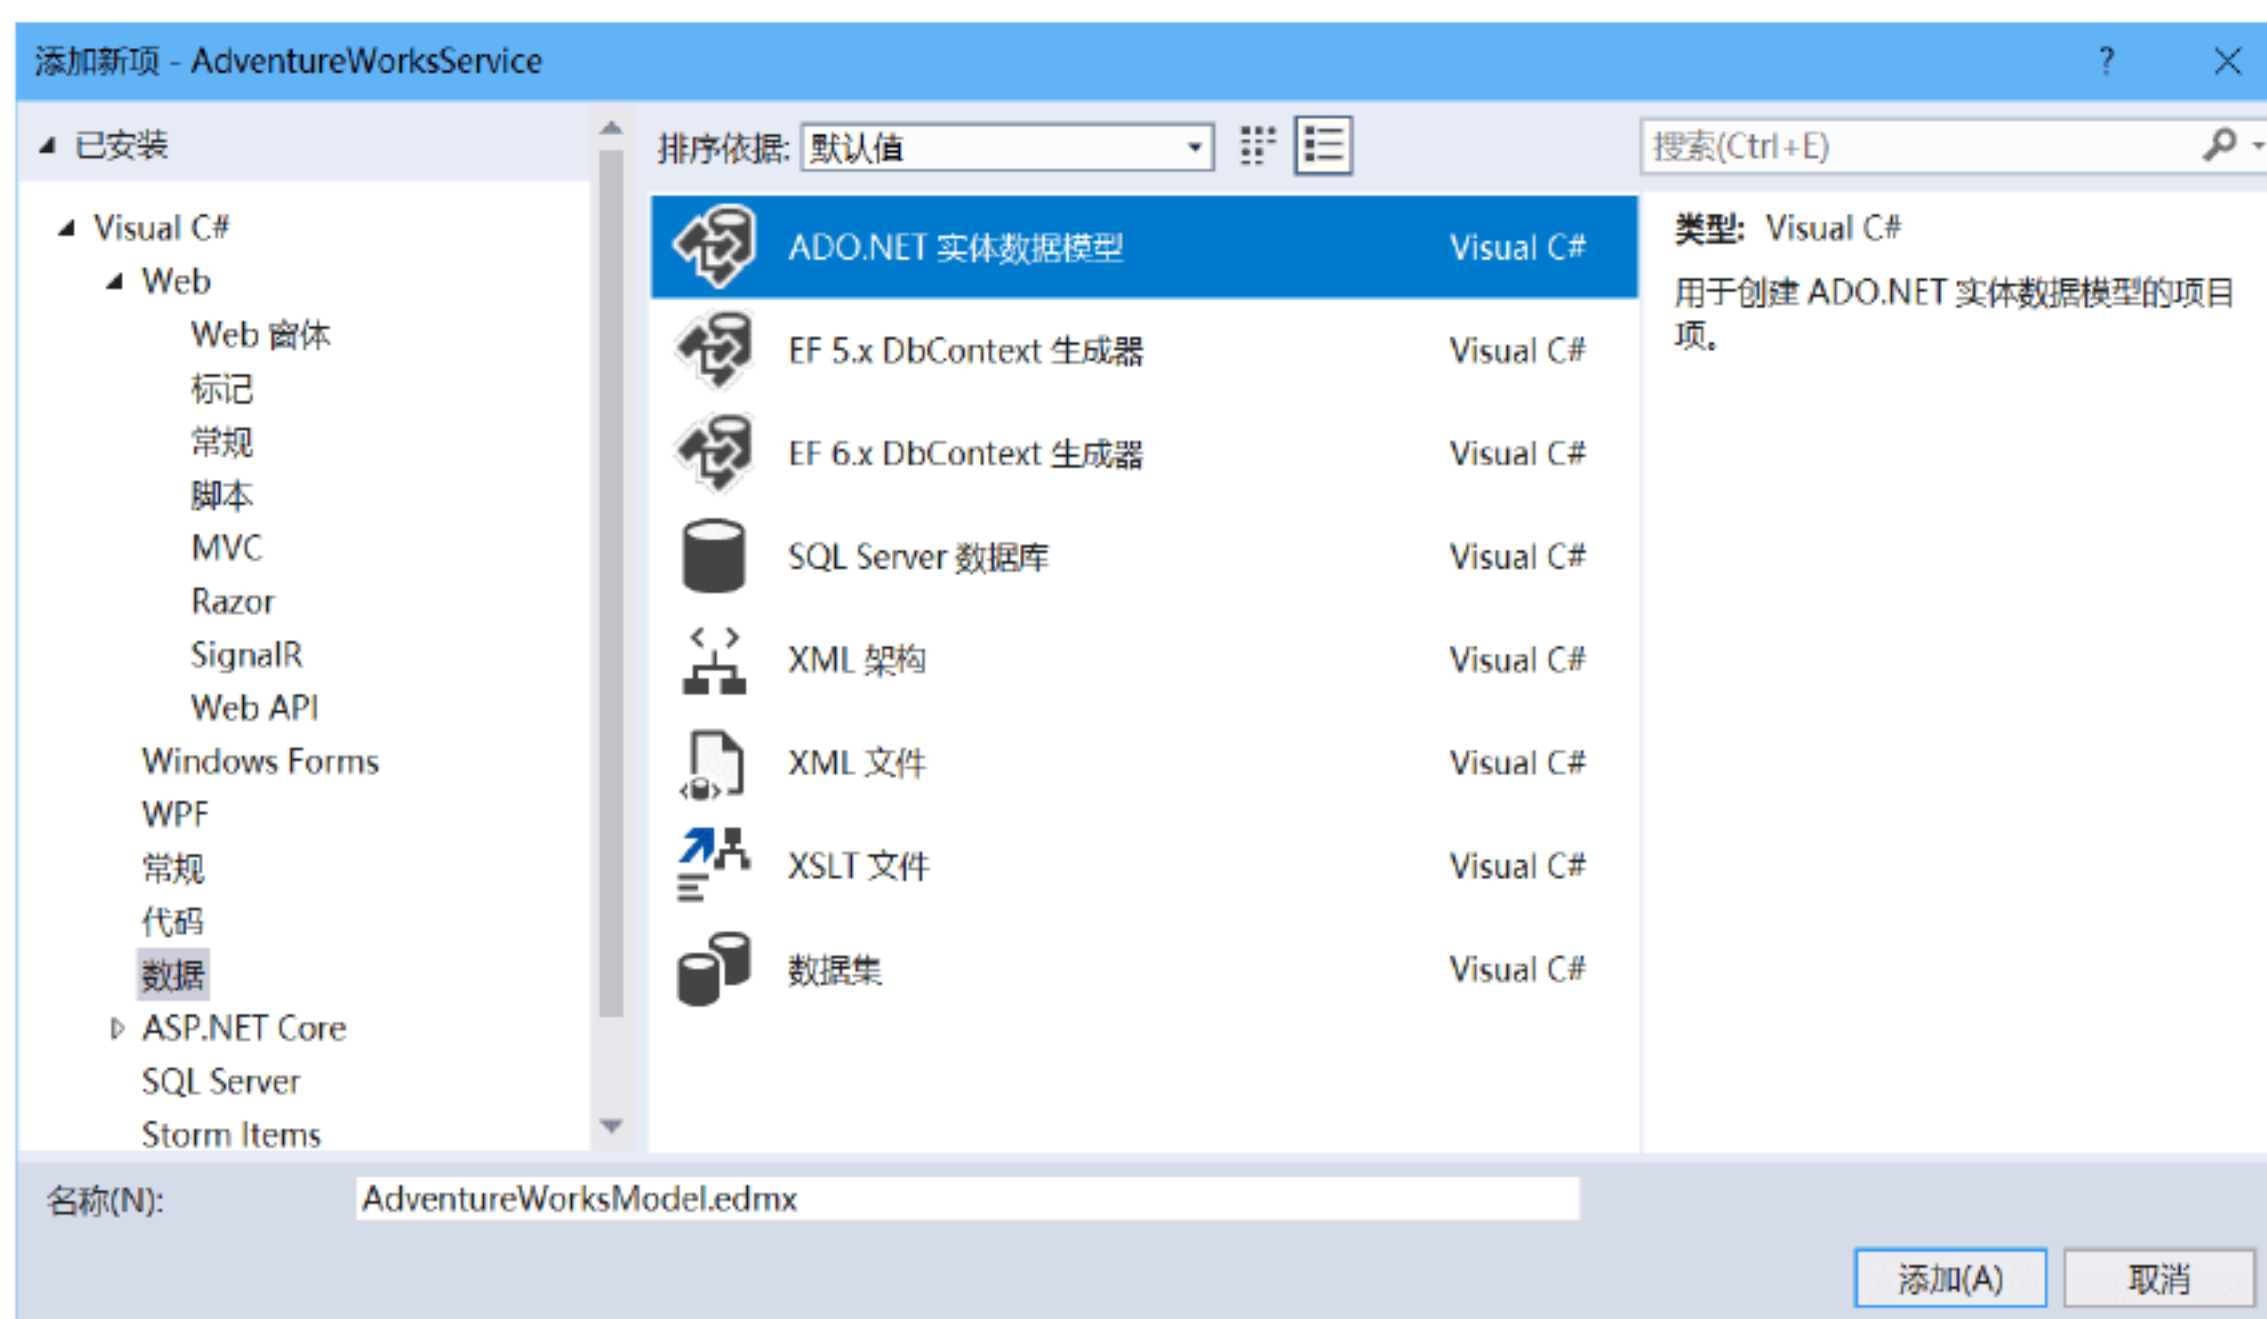 添加新项 - AdventureWorksService
?
已安装
Visual C#
Web
Web 窗体
标记
常规
脚本
MVC
Razor
SignalR
Web API
Windows Forms
WPF
常规
代码
数据
ASP.NET Core
SQL Server
Storm Items
排序依据: 默认值
ADO.NET 实体数据模型 Visual C#
EF 5.x DbContext 生成器 Visual C#
EF 6.x DbContext 生成器 Visual C#
SQL Server 数据库 Visual C#
XML 架构 Visual C#
XML 文件 Visual C#
XSLT 文件 Visual C#
数据集 Visual C#
搜索(Ctrl+E)
类型: Visual C#
用于创建 ADO.NET 实体数据模型的项目
项。
名称(N): AdventureWorksModel.edmx
添加(A) 取消